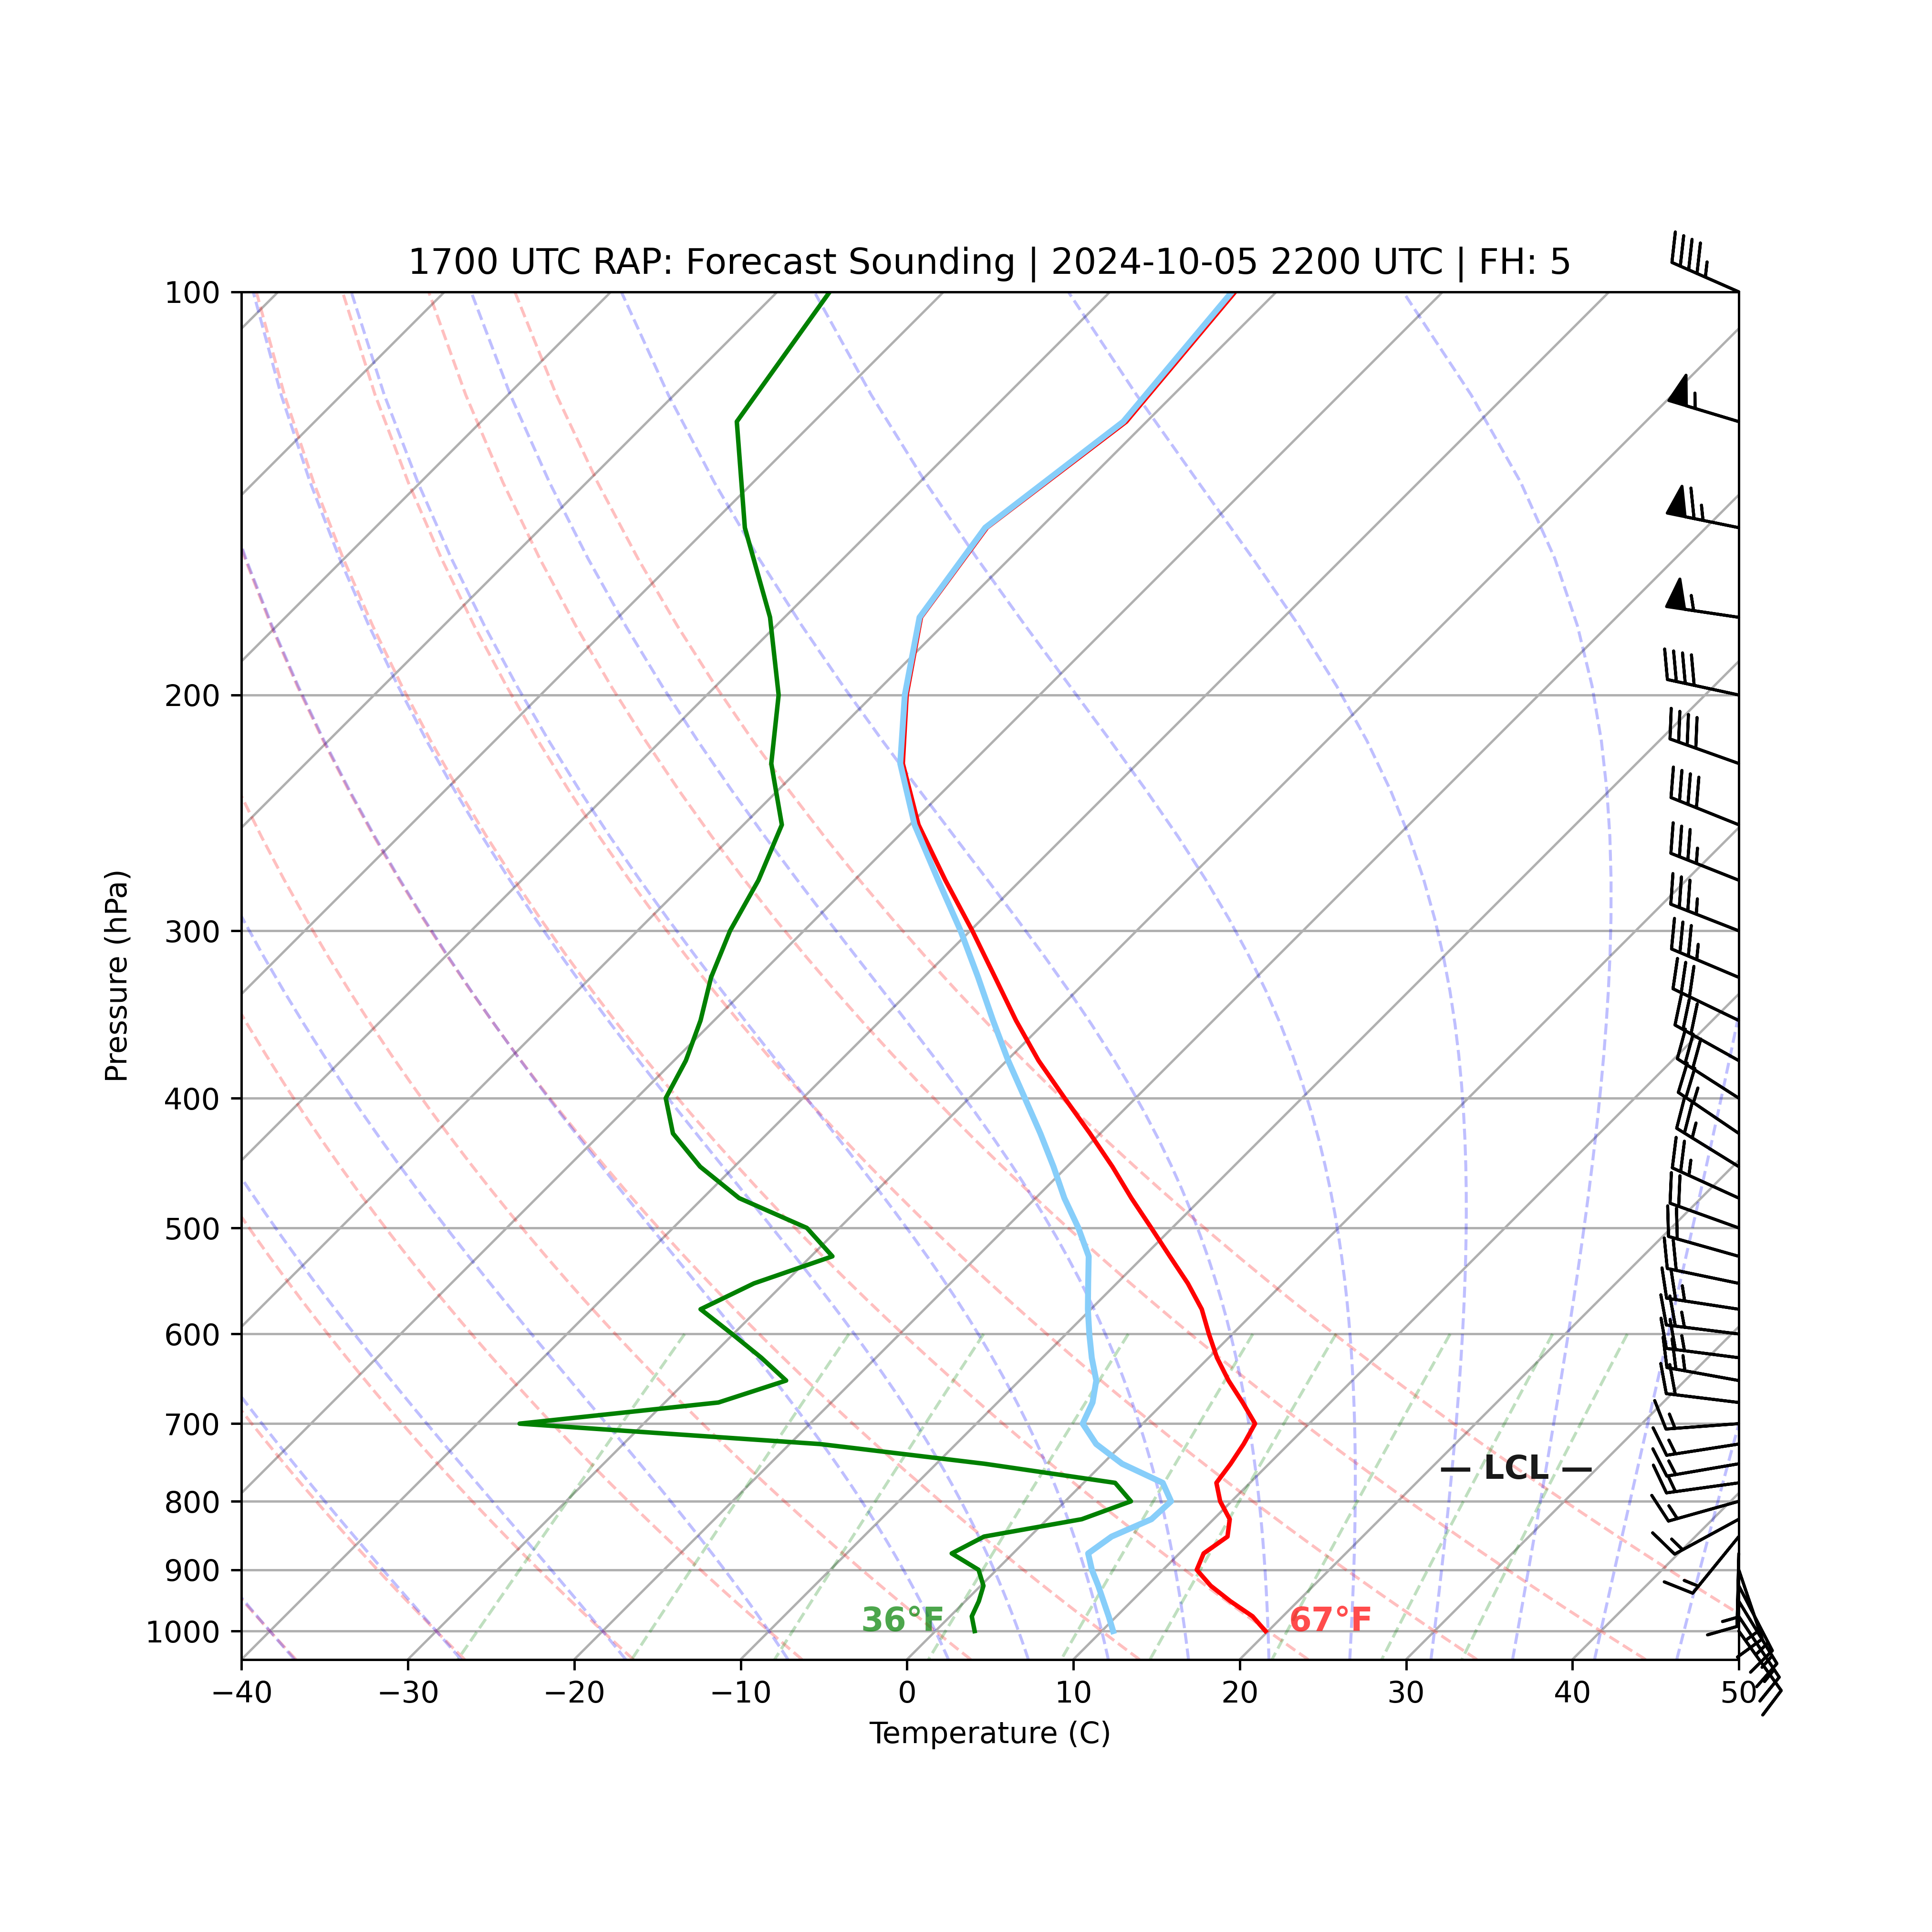 1700 UTC RAP: Forecast Sounding | 2024-10-05 2200 UTC | FH: 5
100
200
300
400
500
600
700
800
900
1000
Pressure (hPa)
— LCL —
36°F
67°F
−40 −30 −20 −10 0 10 20 30 40 50
Temperature (C)